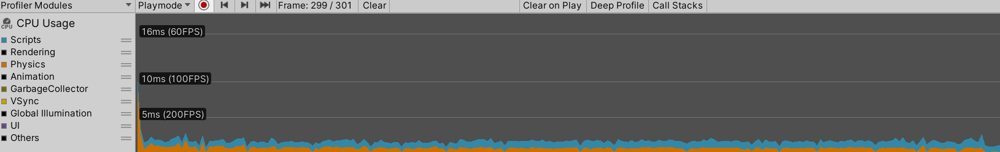 Profiler Modules Playmode Frame: 299 / 301 Clear Clear on Play Deep Profile Call Stacks
CPU CPU Usage
Scripts
Rendering
Physics
Animation
GarbageCollector
VSync
Global Illumination
UI
Others
16ms (60FPS)
10ms (100FPS)
5ms (200FPS)